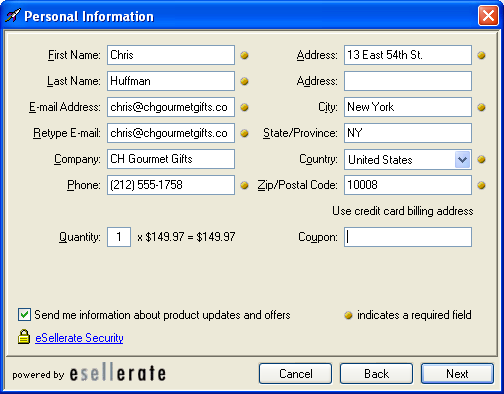 Personal Information
First Name: Chris
Address: 13 East 54th St.
Last Name: Huffman
Address:
E-mail Address: chris@chgourmetgifts.co
City: New York
Retype E-mail: chris@chgourmetgifts.co
State/Province: NY
Company: CH Gourmet Gifts
Country: United States
Phone: (212) 555-1758
Zip/Postal Code: 10008
Use credit card billing address
Quantity: 1 x $149.97 = $149.97
Coupon:
Send me information about product updates and offers
indicates a required field
eSellerate Security
powered by esellerate
Cancel
Back
Next